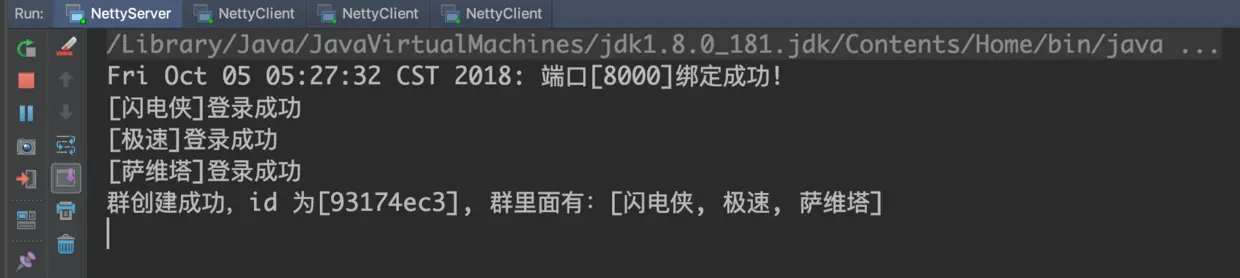 Run: NettyServer NettyClient NettyClient NettyClient
/Library/Java/JavaVirtualMachines/jdk1.8.0_181.jdk/Contents/Home/bin/java ...
Fri Oct 05 05:27:32 CST 2018: 端口[8000]绑定成功!
[闪电侠]登录成功
[极速]登录成功
[萨维塔]登录成功
群创建成功，id 为[93174ec3], 群里面有：[闪电侠, 极速, 萨维塔]